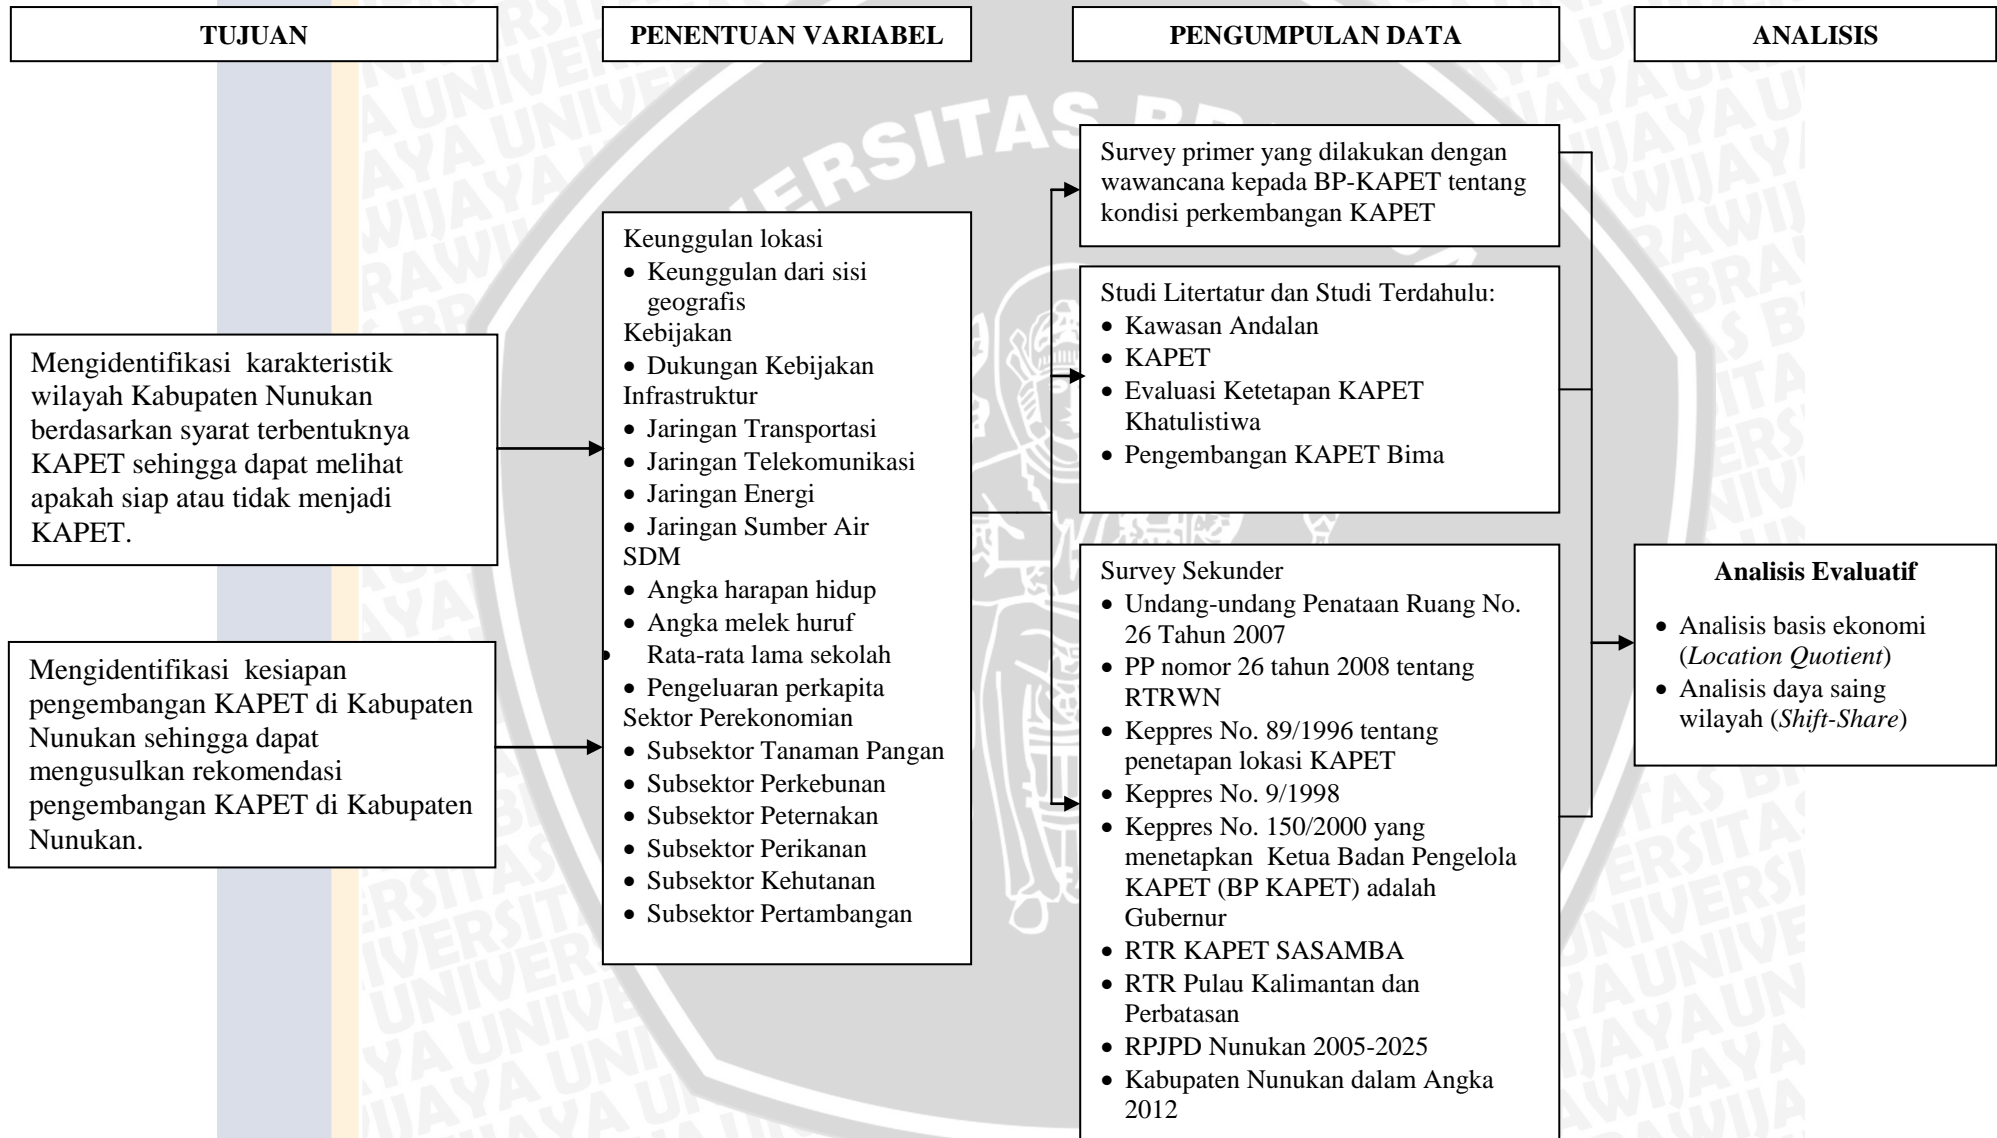 TUJUAN
PENENTUAN VARIABEL
PENGUMPULAN DATA
ANALISIS
Mengidentifikasi karakteristik
wilayah Kabupaten Nunukan
berdasarkan syarat terbentuknya
KAPET sehingga dapat melihat
apakah siap atau tidak menjadi
KAPET.
Mengidentifikasi kesiapan
pengembangan KAPET di Kabupaten
Nunukan sehingga dapat
mengusulkan rekomendasi
pengembangan KAPET di Kabupaten
Nunukan.
Keunggulan lokasi
• Keunggulan dari sisi
geografis
Kebijakan
• Dukungan Kebijakan
Infrastruktur
• Jaringan Transportasi
• Jaringan Telekomunikasi
• Jaringan Energi
• Jaringan Sumber Air
SDM
• Angka harapan hidup
• Angka melek huruf
• Rata-rata lama sekolah
• Pengeluaran perkapita
Sektor Perekonomian
• Subsektor Tanaman Pangan
• Subsektor Perkebunan
• Subsektor Peternakan
• Subsektor Perikanan
• Subsektor Kehutanan
• Subsektor Pertambangan
Survey primer yang dilakukan dengan
wawancana kepada BP-KAPET tentang
kondisi perkembangan KAPET
Studi Litertatur dan Studi Terdahulu:
• Kawasan Andalan
• KAPET
• Evaluasi Ketetapan KAPET
Khatulistiwa
• Pengembangan KAPET Bima
Survey Sekunder
• Undang-undang Penataan Ruang No.
26 Tahun 2007
• PP nomor 26 tahun 2008 tentang
RTRWN
• Keppres No. 89/1996 tentang
penetapan lokasi KAPET
• Keppres No. 9/1998
• Keppres No. 150/2000 yang
menetapkan Ketua Badan Pengelola
KAPET (BP KAPET) adalah
Gubernur
• RTR KAPET SASAMBA
• RTR Pulau Kalimantan dan
Perbatasan
• RPJPD Nunukan 2005-2025
• Kabupaten Nunukan dalam Angka
2012
Analisis Evaluatif
• Analisis basis ekonomi
(Location Quotient)
• Analisis daya saing
wilayah (Shift-Share)